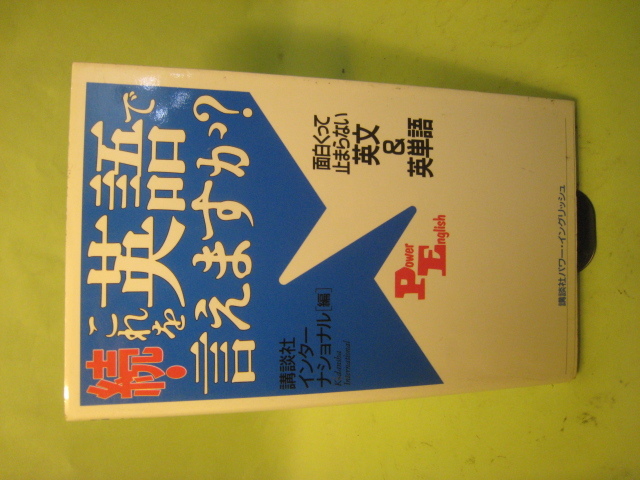 続!
これを英語で
言えますか?
面白くって
止まらない
英文
&
英単語
Power
English
講談社
インター
ナショナル[編]
Kodansha
International
講談社パワー・イングリッシュ